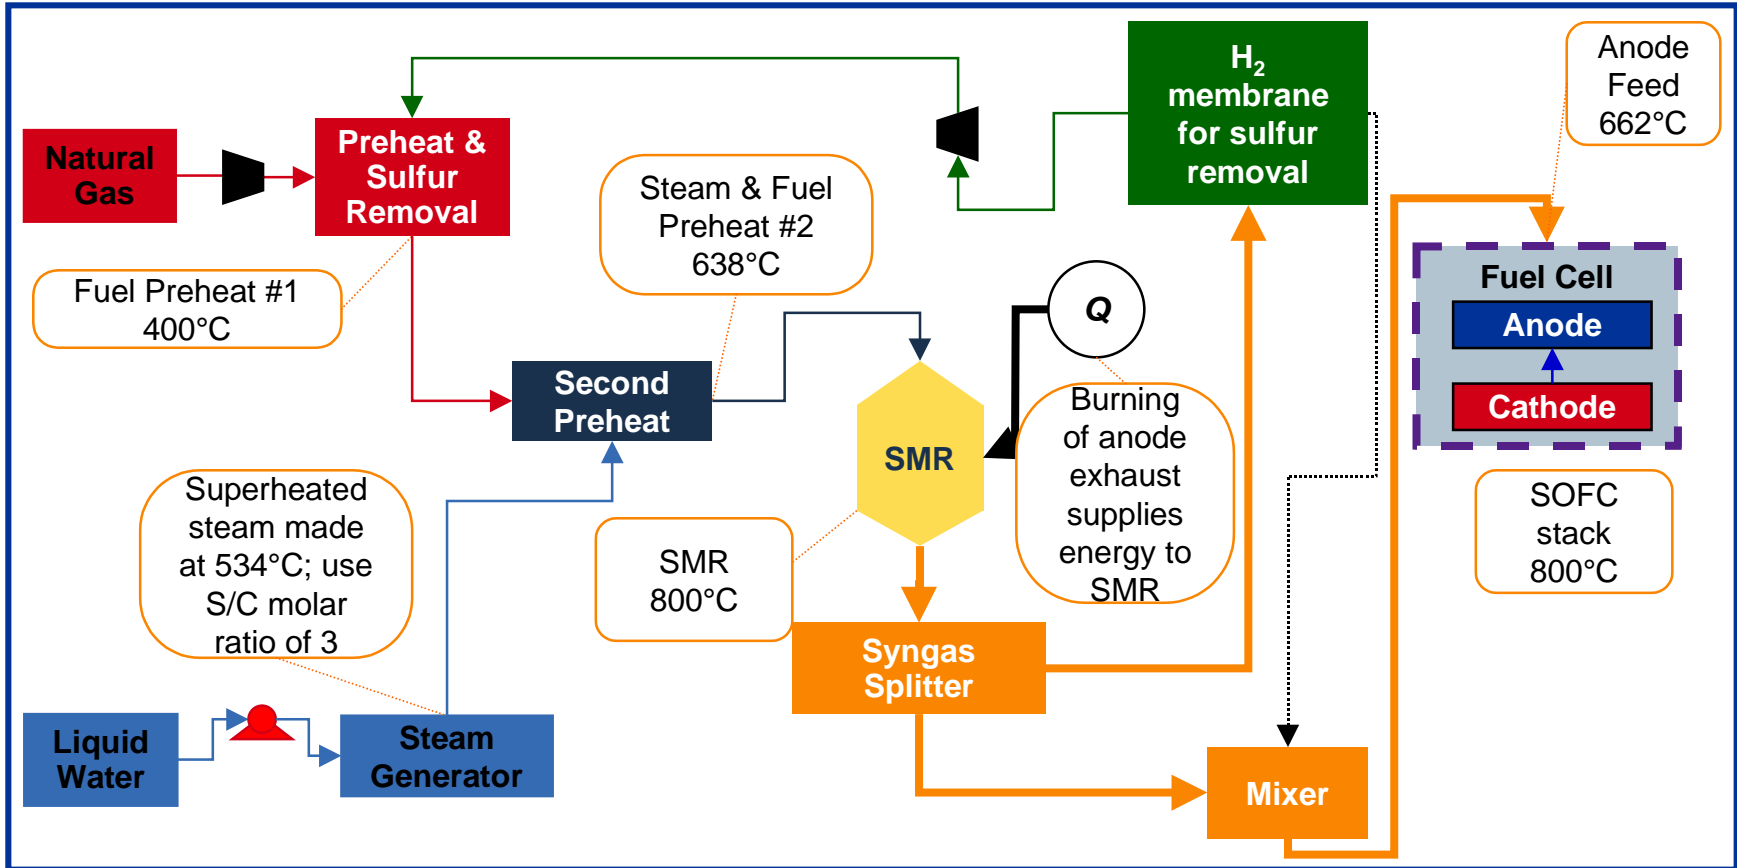 H2
membrane
for sulfur
removal
Anode
Feed
662°C
Natural
Gas
Preheat &
Sulfur
Removal
Steam & Fuel
Preheat #2
638°C
Fuel Preheat #1
400°C
Q
Fuel Cell
Anode
Cathode
Second
Preheat
SMR
Burning
of anode
exhaust
supplies
energy to
SMR
Superheated
steam made
at 534°C; use
S/C molar
ratio of 3
SMR
800°C
SOFC
stack
800°C
Syngas
Splitter
Liquid
Water
Steam
Generator
Mixer